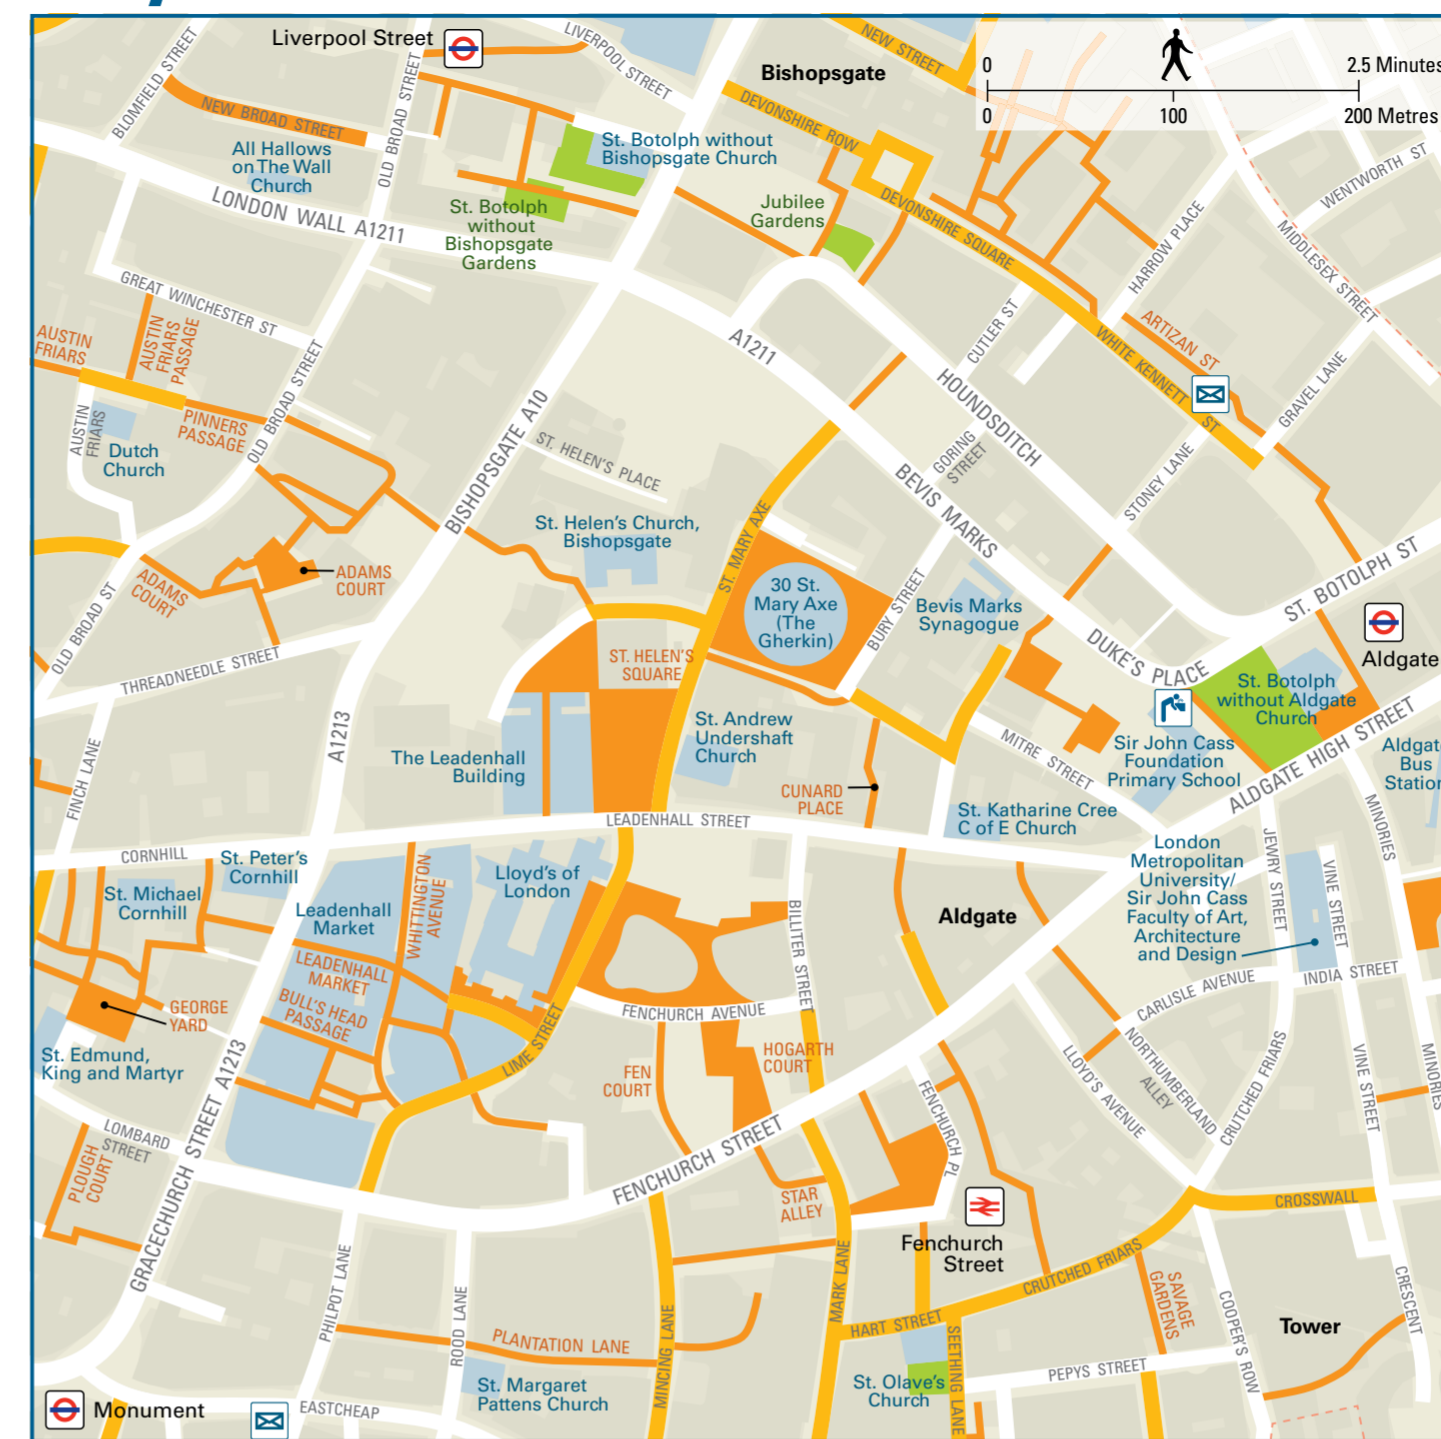 Liverpool Street
BLOMFIELD STREET
NEW BROAD STREET
OLD BROAD STREET
LIVERPOOL STREET
Bishopsgate
NEW STREET
0
2.5 Minutes
0
100
200 Metres
DEVONSHIRE ROW
All Hallows
on The Wall
Church
St. Botolph without
Bishopsgate Church
LONDON WALL A1211
St. Botolph
without
Bishopsgate
Gardens
Jubilee
Gardens
DEVONSHIRE SQUARE
HARROW PLACE
WENTWORTH ST
MIDDLESEX STREET
GREAT WINCHESTER ST
AUSTIN
FRIARS
AUSTIN
FRIARS
PASSAGE
A1211
CUTLER ST
ARTIZAN ST
WHITE KENNETT
ST
GRAVEL LANE
AUSTIN
FRIARS
PINNERS
PASSAGE
OLD BROAD STREET
Dutch
Church
BISHOPSGATE A10
ST. HELEN'S PLACE
HOUNDSDITCH
GORING
STREET
BEVIS MARKS
STONEY LANE
St. Helen's Church,
Bishopsgate
ST. MARY AXE
30 St.
Mary Axe
(The
Gherkin)
BURY STREET
Bevis Marks
Synagogue
DUKE'S PLACE
ST. BOTOLPH ST
Aldgate
ADAMS
COURT
ADAMS
COURT
OLD BROAD ST
THREADNEEDLE STREET
ST. HELEN'S
SQUARE
St. Botolph
without Aldgate
Church
A1213
The Leadenhall
Building
St. Andrew
Undershaft
Church
MITRE STREET
Sir John Cass
Foundation
Primary School
ALDGATE HIGH STREET
Aldgat
Bus
Station
FINCH LANE
CUNARD
PLACE
LEADENHALL STREET
St. Katharine Cree
C of E Church
MINORIES
CORNHILL
St. Peter's
Cornhill
St. Michael
Cornhill
Leadenhall
Market
WHITTINGTON
AVENUE
Lloyd's of
London
BILLITER STREET
Aldgate
London
Metropolitan
University/
Sir John Cass
Faculty of Art,
Architecture
and Design
JEWRY STREET
VINE STREET
LEADENHALL
MARKET
BULL'S HEAD
PASSAGE
GEORGE
YARD
FENCHURCH AVENUE
CARLISLE AVENUE
INDIA STREET
St. Edmund,
King and Martyr
LIME STREET
FEN
COURT
HOGARTH
COURT
LLOYD'S AVENUE
NORTHUMBERLAND
ALLEY
CRUTCHED FRIARS
VINE STREET
MINORIES
LOMBARD
STREET
PLOUGH
COURT
GRACECHURCH STREET A1213
FENCHURCH STREET
FENCHURCH PL
STAR
ALLEY
CROSSWALL
Fenchurch
Street
MARK LANE
CRUTCHED FRIARS
SAVAGE
GARDENS
COOPER'S ROW
CRESCENT
Tower
PHILPOT LANE
ROOD LANE
PLANTATION LANE
MINCING LANE
HART STREET
SEETHING LANE
PEPYS STREET
St. Margaret
Pattens Church
St. Olave's
Church
Monument
EASTCHEAP